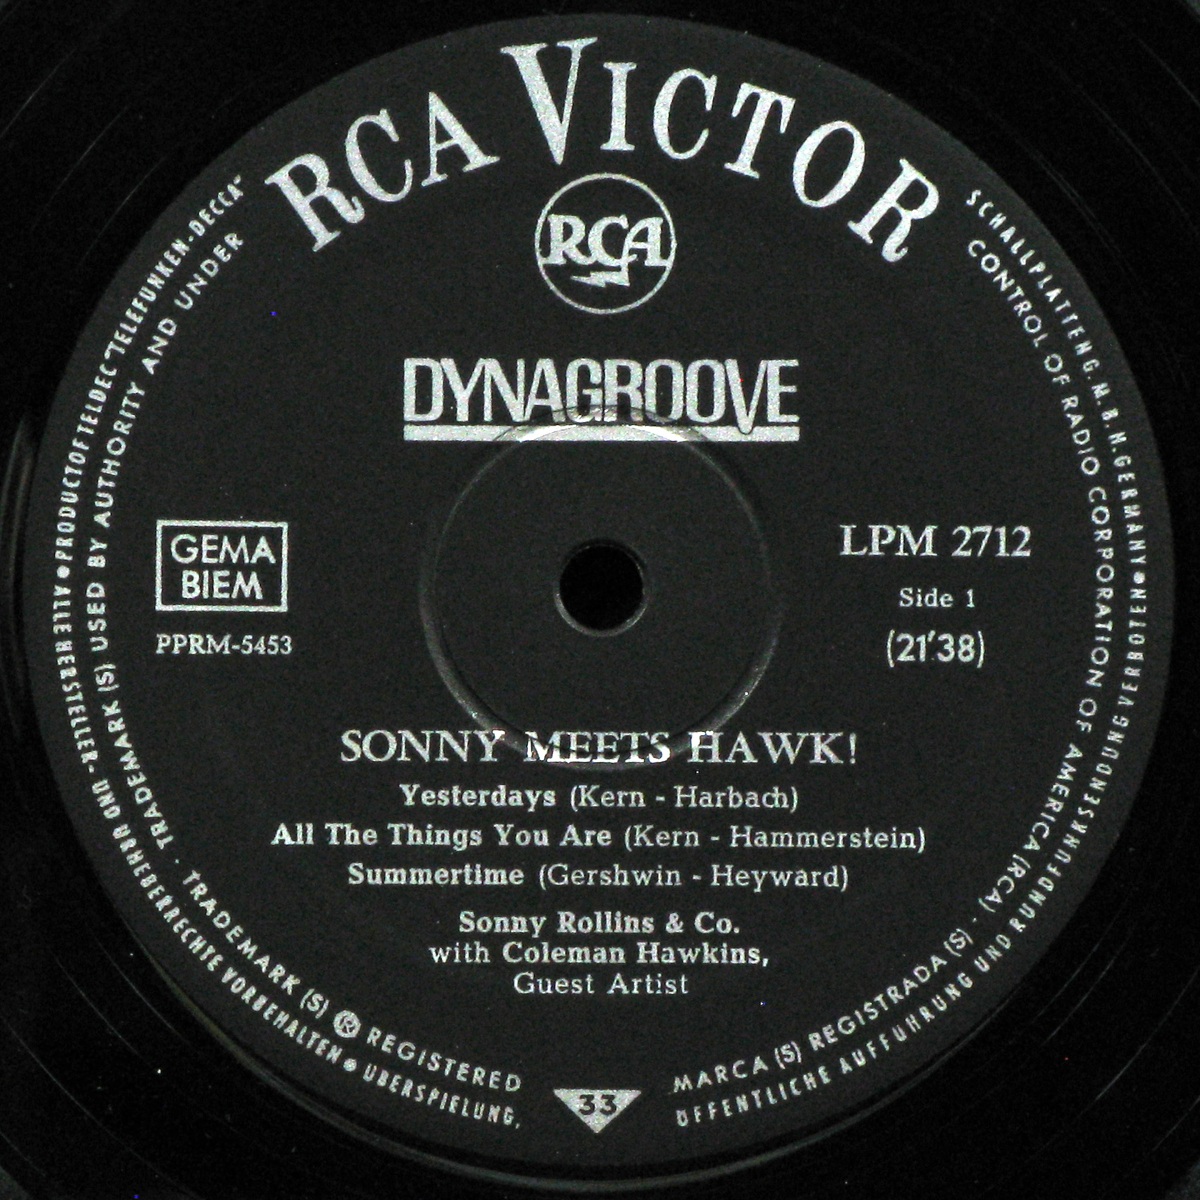 RCA VICTOR
RCA
DYNAGROOVE
GEMA
BIEM
PPRM-5453
LPM 2712
Side 1
(21'38)
SONNY MEETS HAWK!
Yesterdays (Kern - Harbach)
All The Things You Are (Kern - Hammerstein)
Summertime (Gershwin - Heyward)
Sonny Rollins & Co.
with Coleman Hawkins,
Guest Artist
33
TRADEMARK (S) USED BY AUTHORITY AND UNDER CONTROL OF RADIO CORPORATION OF AMERICA (RCA) ·
· TRADEMARK (S) ® REGISTERED MARCA (S) REGISTRADA (S) ·
● PRODUCT OF TELDEC "TELEFUNKEN-DECCA" SCHALLPLATTEN G.M.B.H. GERMANY ●
ALLE HERSTELLER- UND URHEBERRECHTE VORBEHALTEN ● UBERSPIELUNG, ÖFFENTLICHE AUFFUHRUNG UND RUNDFUNKSENDUNG VERBOTEN